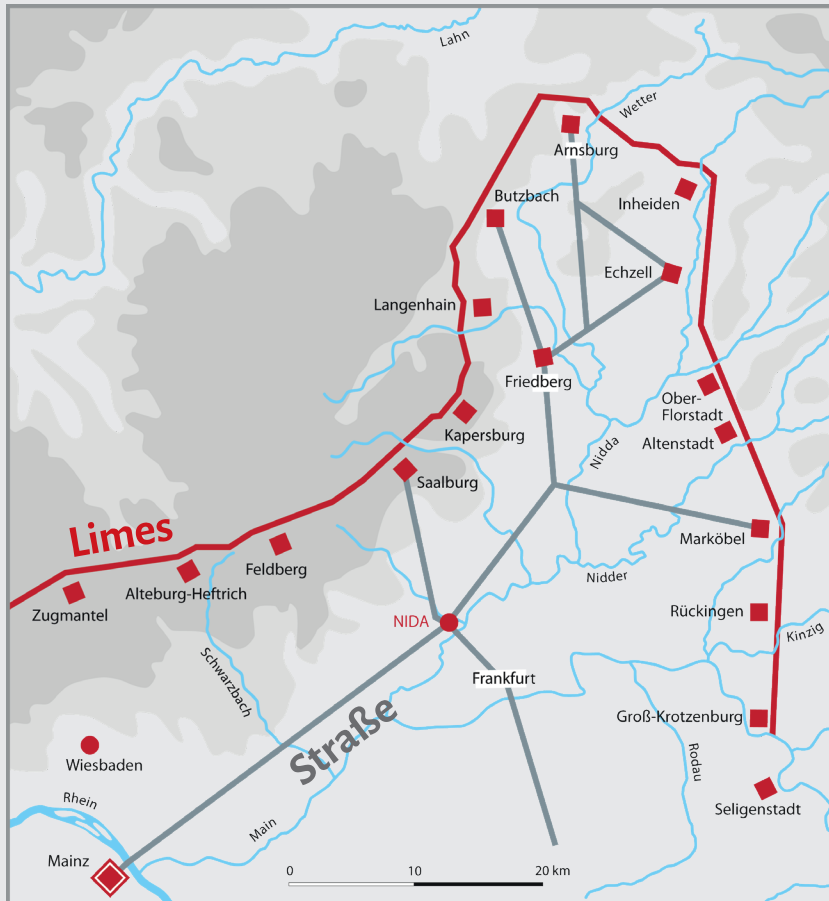 Lahn
Wetter
Arnsburg
Butzbach
Inheiden
Echzell
Langenhain
Friedberg
Ober-
Florstadt
Kapersburg
Altenstadt
Nidda
Saalburg
Limes
Marköbel
Feldberg
Nidder
Alteburg-Heftrich
Zugmantel
Rückingen
NIDA
Kinzig
Schwarzbach
Frankfurt
Groß-Krotzenburg
Straße
Wiesbaden
Rodau
Rhein
Seligenstadt
Main
Mainz
0 10 20 km